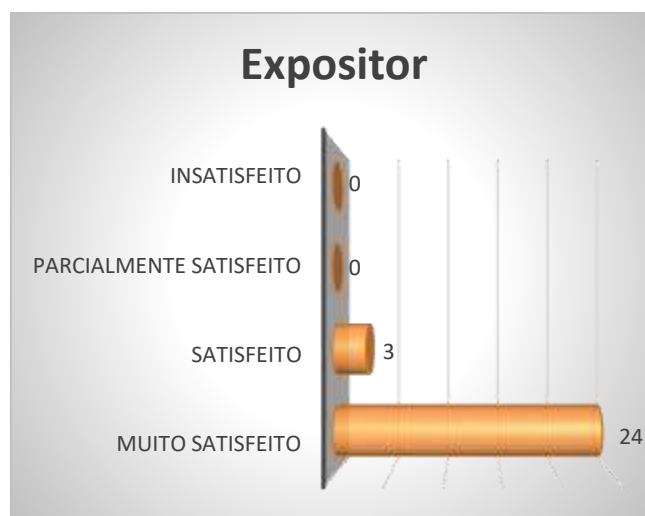 Expositor
INSATISFEITO 0
PARCIALMENTE SATISFEITO 0
SATISFEITO 3
MUITO SATISFEITO 24